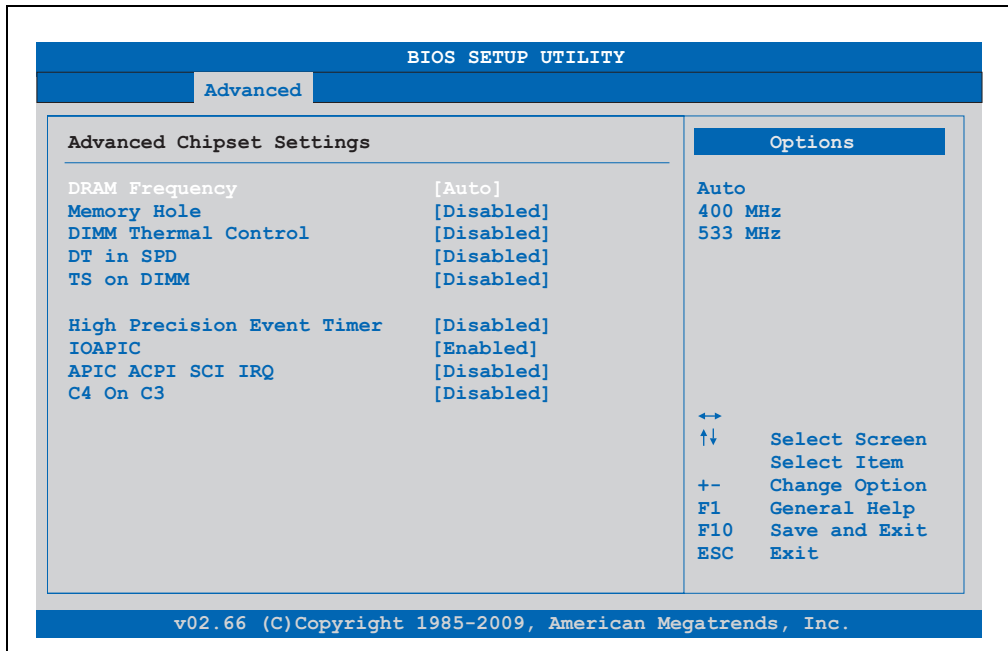 BIOS SETUP UTILITY
Advanced
Advanced Chipset Settings
DRAM Frequency [Auto]
Memory Hole [Disabled]
DIMM Thermal Control [Disabled]
DT in SPD [Disabled]
TS on DIMM [Disabled]
High Precision Event Timer [Disabled]
IOAPIC [Enabled]
APIC ACPI SCI IRQ [Disabled]
C4 On C3 [Disabled]
Options
Auto
400 MHz
533 MHz
↔
↑↓ Select Screen
Select Item
+- Change Option
F1 General Help
F10 Save and Exit
ESC Exit
v02.66 (C)Copyright 1985-2009, American Megatrends, Inc.